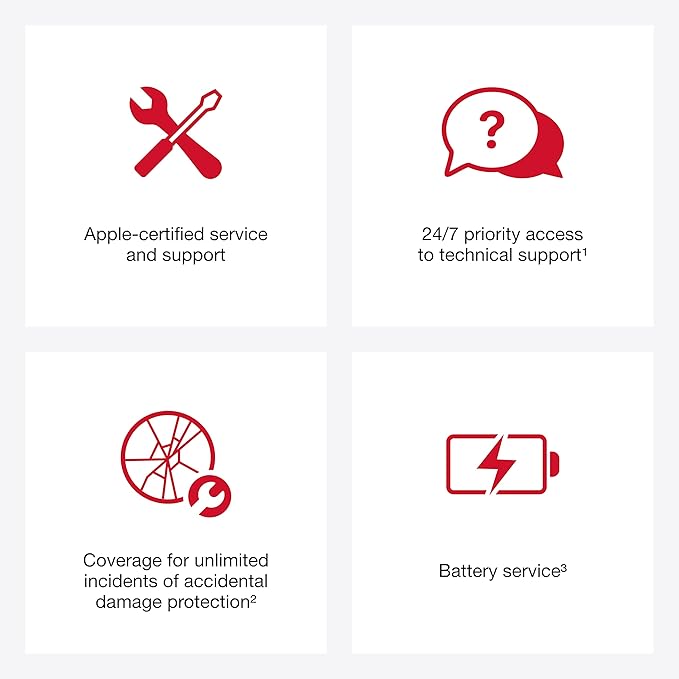 Apple-certified service
and support
24/7 priority access
to technical support¹
Coverage for unlimited
incidents of accidental
damage protection²
Battery service³